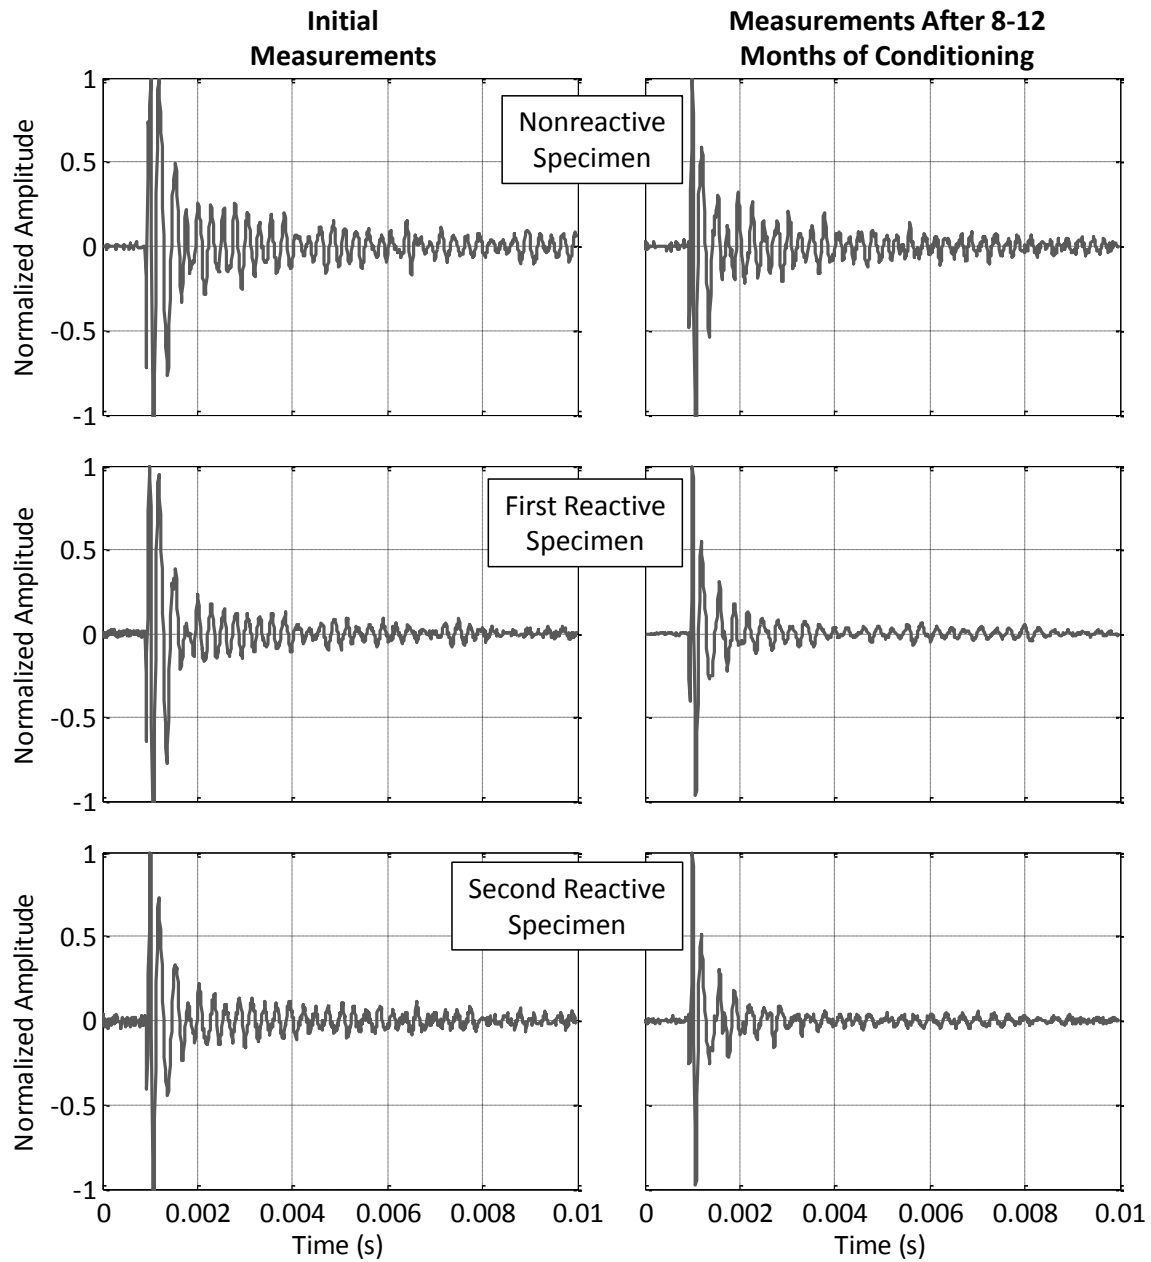 Initial
Measurements
Measurements After 8-12
Months of Conditioning
Normalized Amplitude
1
0.5
0
-0.5
-1
Nonreactive
Specimen
Normalized Amplitude
1
0.5
0
-0.5
-1
First Reactive
Specimen
Normalized Amplitude
1
0.5
0
-0.5
-1
Second Reactive
Specimen
0 0.002 0.004 0.006 0.008 0.01
Time (s)
0 0.002 0.004 0.006 0.008 0.01
Time (s)